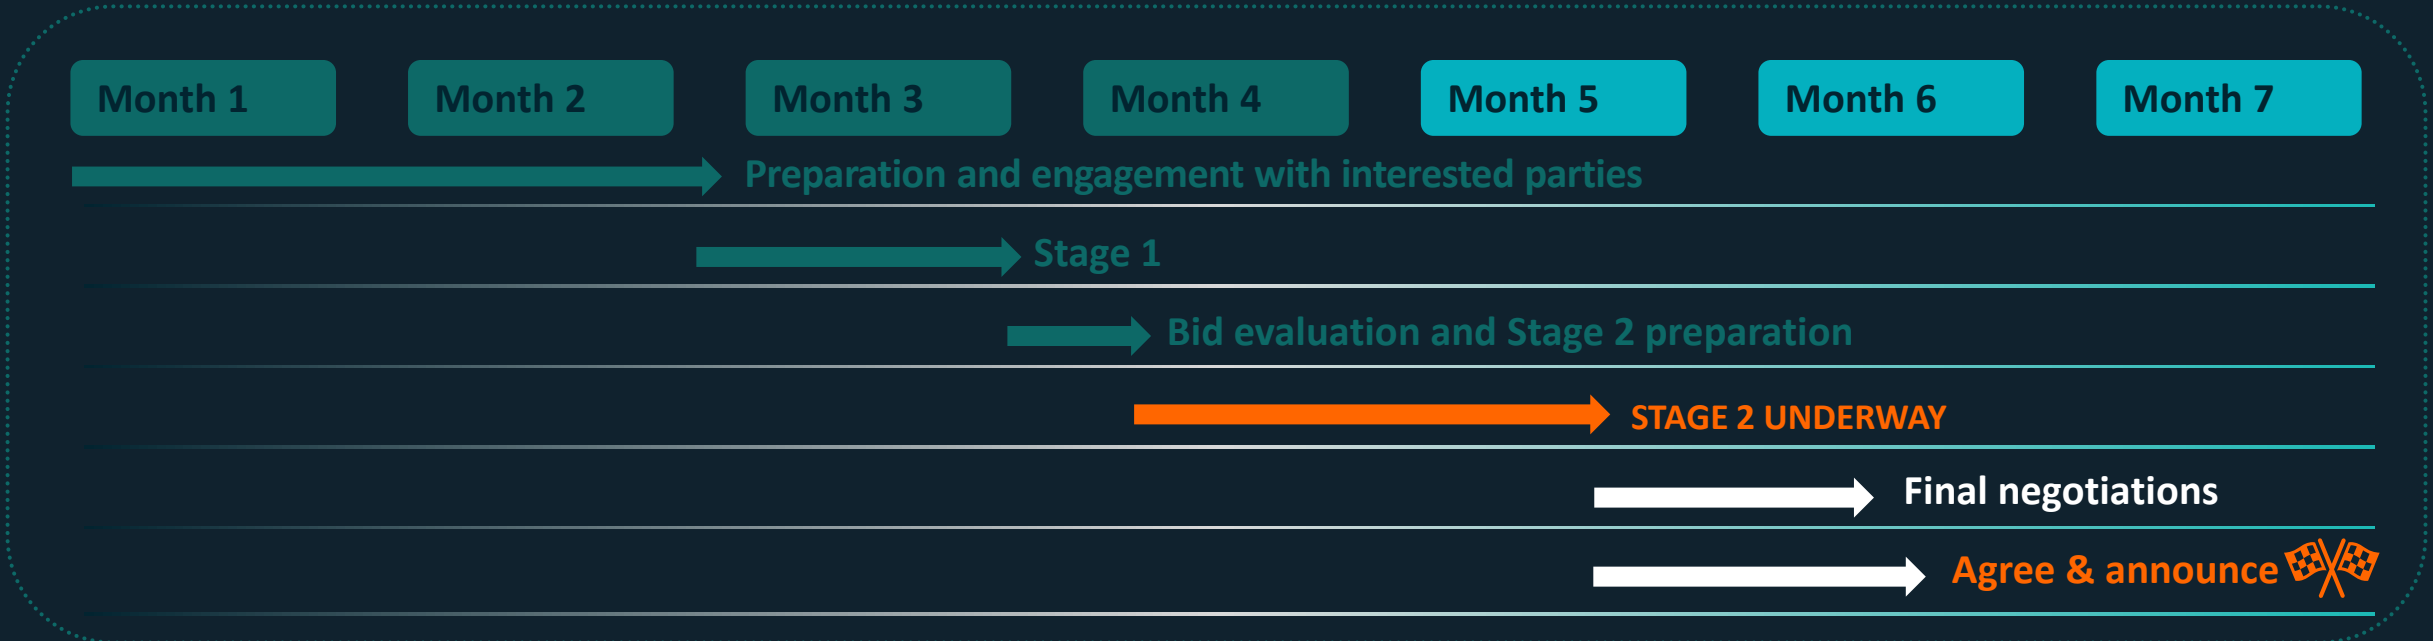 Month 1
Month 2
Month 3
Month 4
Month 5
Month 6
Month 7
Preparation and engagement with interested parties
Stage 1
Bid evaluation and Stage 2 preparation
STAGE 2 UNDERWAY
Final negotiations
Agree & announce